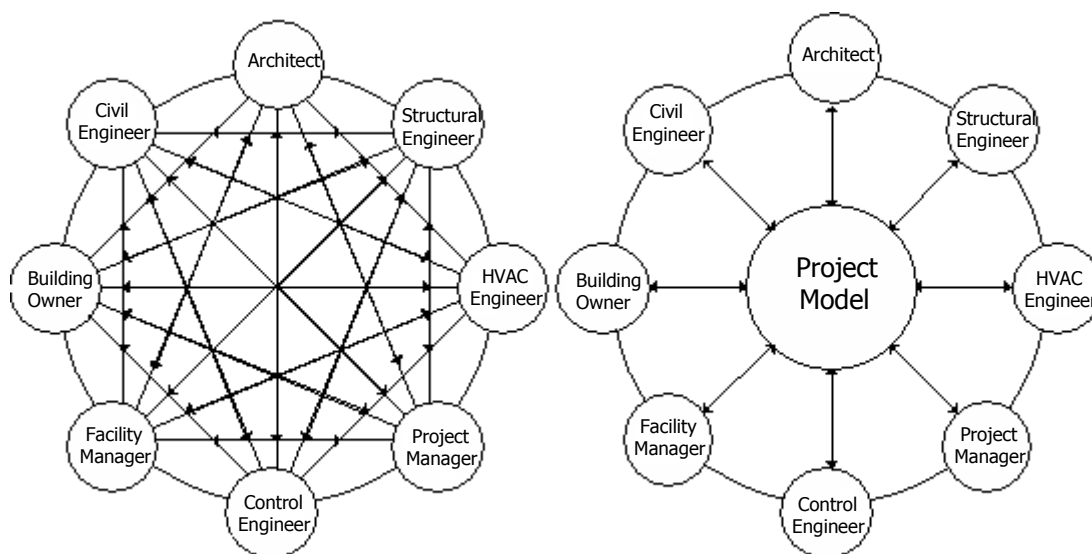 Architect
Civil
Engineer
Structural
Engineer
Building
Owner
HVAC
Engineer
Facility
Manager
Project
Manager
Control
Engineer
Architect
Civil
Engineer
Structural
Engineer
Building
Owner
Project
Model
HVAC
Engineer
Facility
Manager
Project
Manager
Control
Engineer